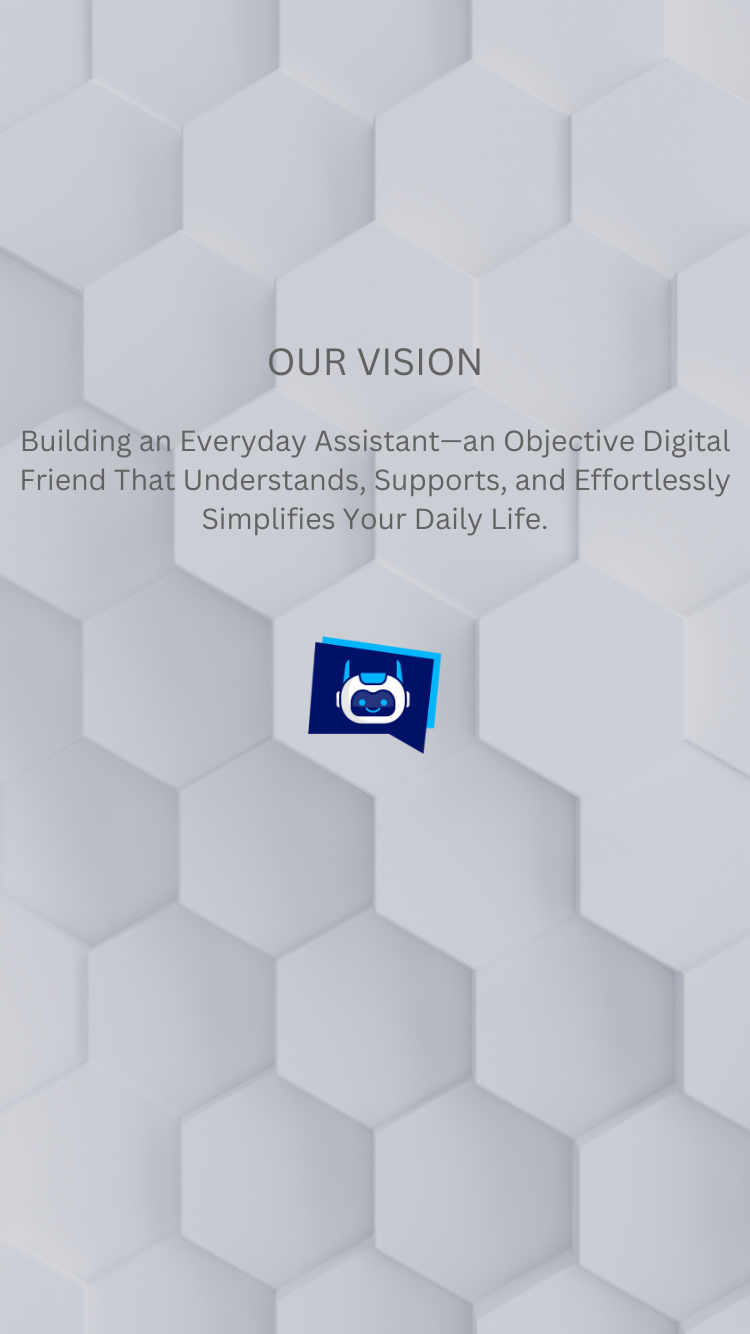 OUR VISION
Building an Everyday Assistant—an Objective Digital
Friend That Understands, Supports, and Effortlessly
Simplifies Your Daily Life.